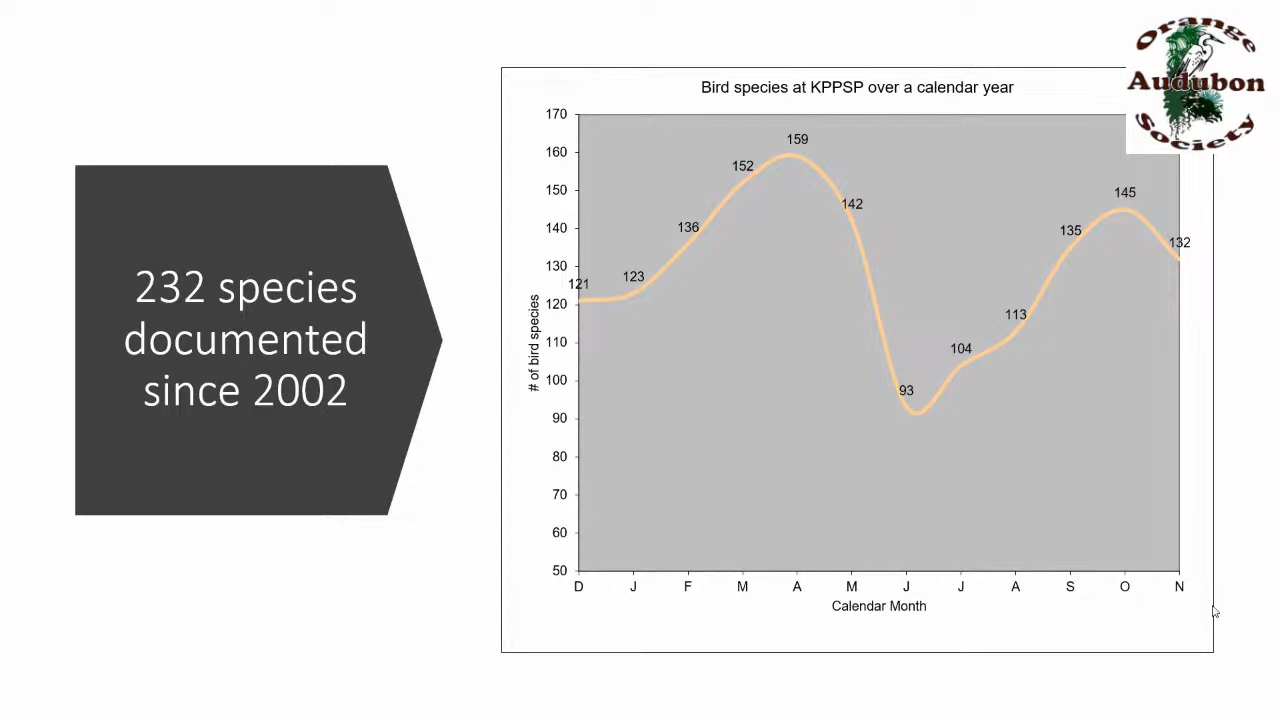 Orange
Audubon
Society
232 species
documented
since 2002
Bird species at KPPSP over a calendar year
# of bird species
170
160
150
140
130
120
110
100
90
80
70
60
50
121
123
136
152
159
142
93
104
113
135
145
132
D J F M A M J J A S O N
Calendar Month